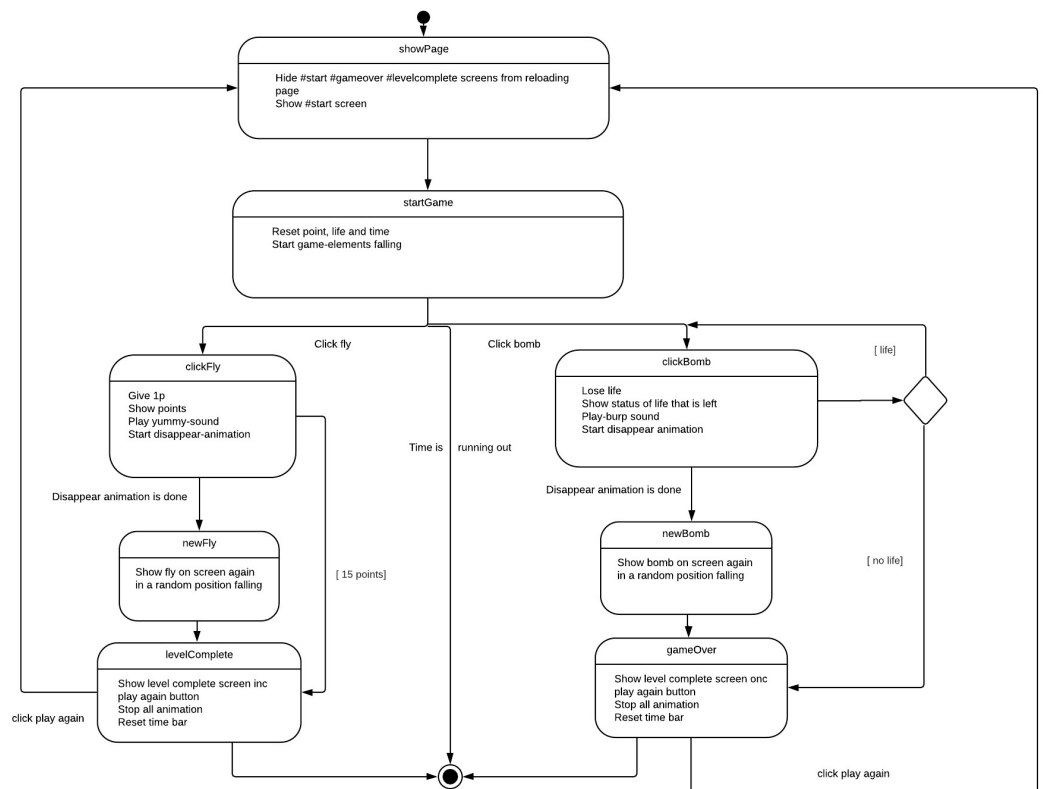 showPage
Hide #start #gameover #levelcomplete screens from reloading
page
Show #start screen
startGame
Reset point, life and time
Start game-elements falling
Click fly
Click bomb
[ life]
clickFly
Give 1p
Show points
Play yummy-sound
Start disappear-animation
clickBomb
Lose life
Show status of life that is left
Play-burp sound
Start disappear animation
Time is running out
Disappear animation is done
Disappear animation is done
newFly
Show fly on screen again
in a random position falling
[ 15 points]
newBomb
Show bomb on screen again
in a random position falling
[ no life]
levelComplete
Show level complete screen inc
play again button
Stop all animation
Reset time bar
gameOver
Show level complete screen onc
play again button
Stop all animation
Reset time bar
click play again
click play again